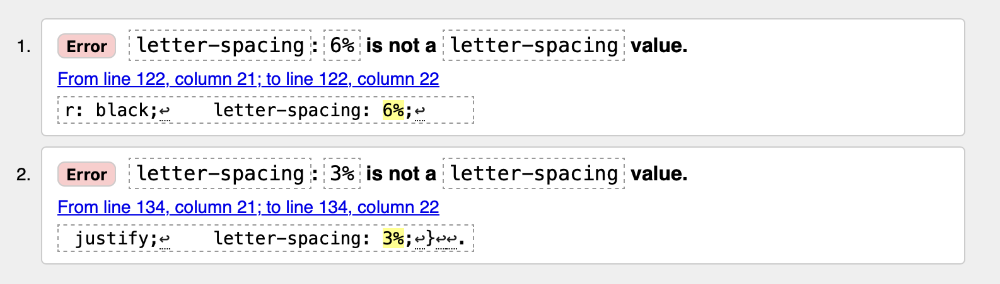 1. Error letter-spacing: 6% is not a letter-spacing value.
From line 122, column 21; to line 122, column 22
r: black;↩    letter-spacing: 6%;↩
2. Error letter-spacing: 3% is not a letter-spacing value.
From line 134, column 21; to line 134, column 22
justify;↩    letter-spacing: 3%;↩}↩↩.